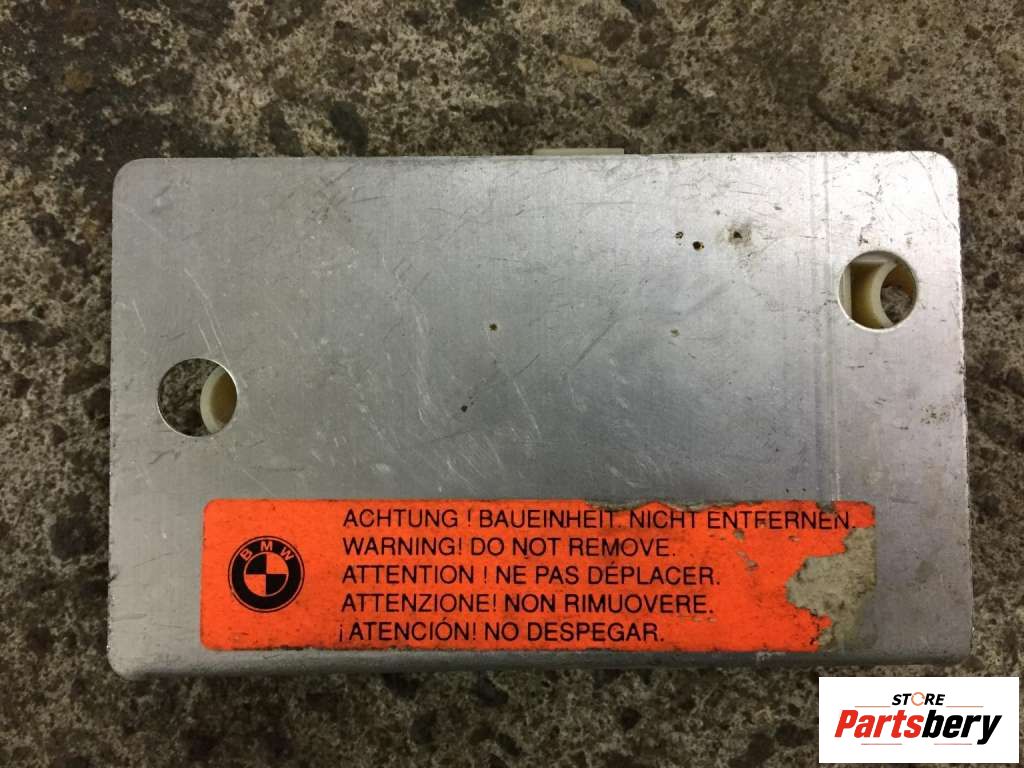 ACHTUNG ! BAUEINHEIT. NICHT ENTFERNEN.
BMW
WARNING! DO NOT REMOVE.
ATTENTION ! NE PAS DÉPLACER.
ATTENZIONE! NON RIMUOVERE.
¡ATENCIÓN! NO DESPEGAR.
STORE
Partsbery